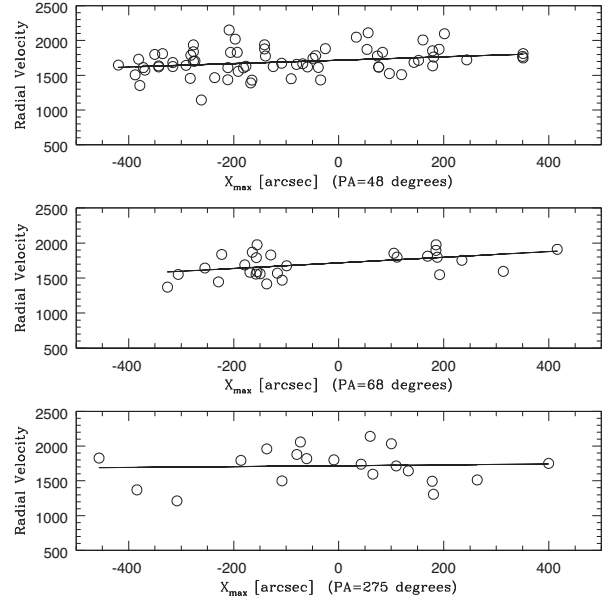 2500
2000
1500
1000
500
Radial Velocity
-400 -200 0 200 400
Xmax [arcsec] (PA=48 degrees)
2500
2000
1500
1000
500
Radial Velocity
-400 -200 0 200 400
Xmax [arcsec] (PA=68 degrees)
2500
2000
1500
1000
500
Radial Velocity
-400 -200 0 200 400
Xmax [arcsec] (PA=275 degrees)